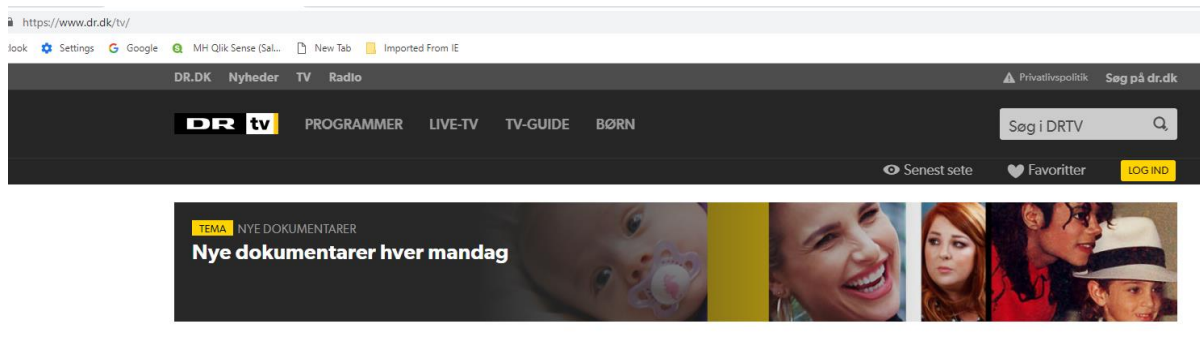 https://www.dr.dk/tv/
look Settings Google MH Qlik Sense (Sal... New Tab Imported From IE
DR.DK Nyheder TV Radio Privatlivspolitik Søg på dr.dk
DR tv PROGRAMMER LIVE-TV TV-GUIDE BØRN Søg i DRTV
Senest sete Favoritter LOG IND
TEMA NYE DOKUMENTARER
Nye dokumentarer hver mandag